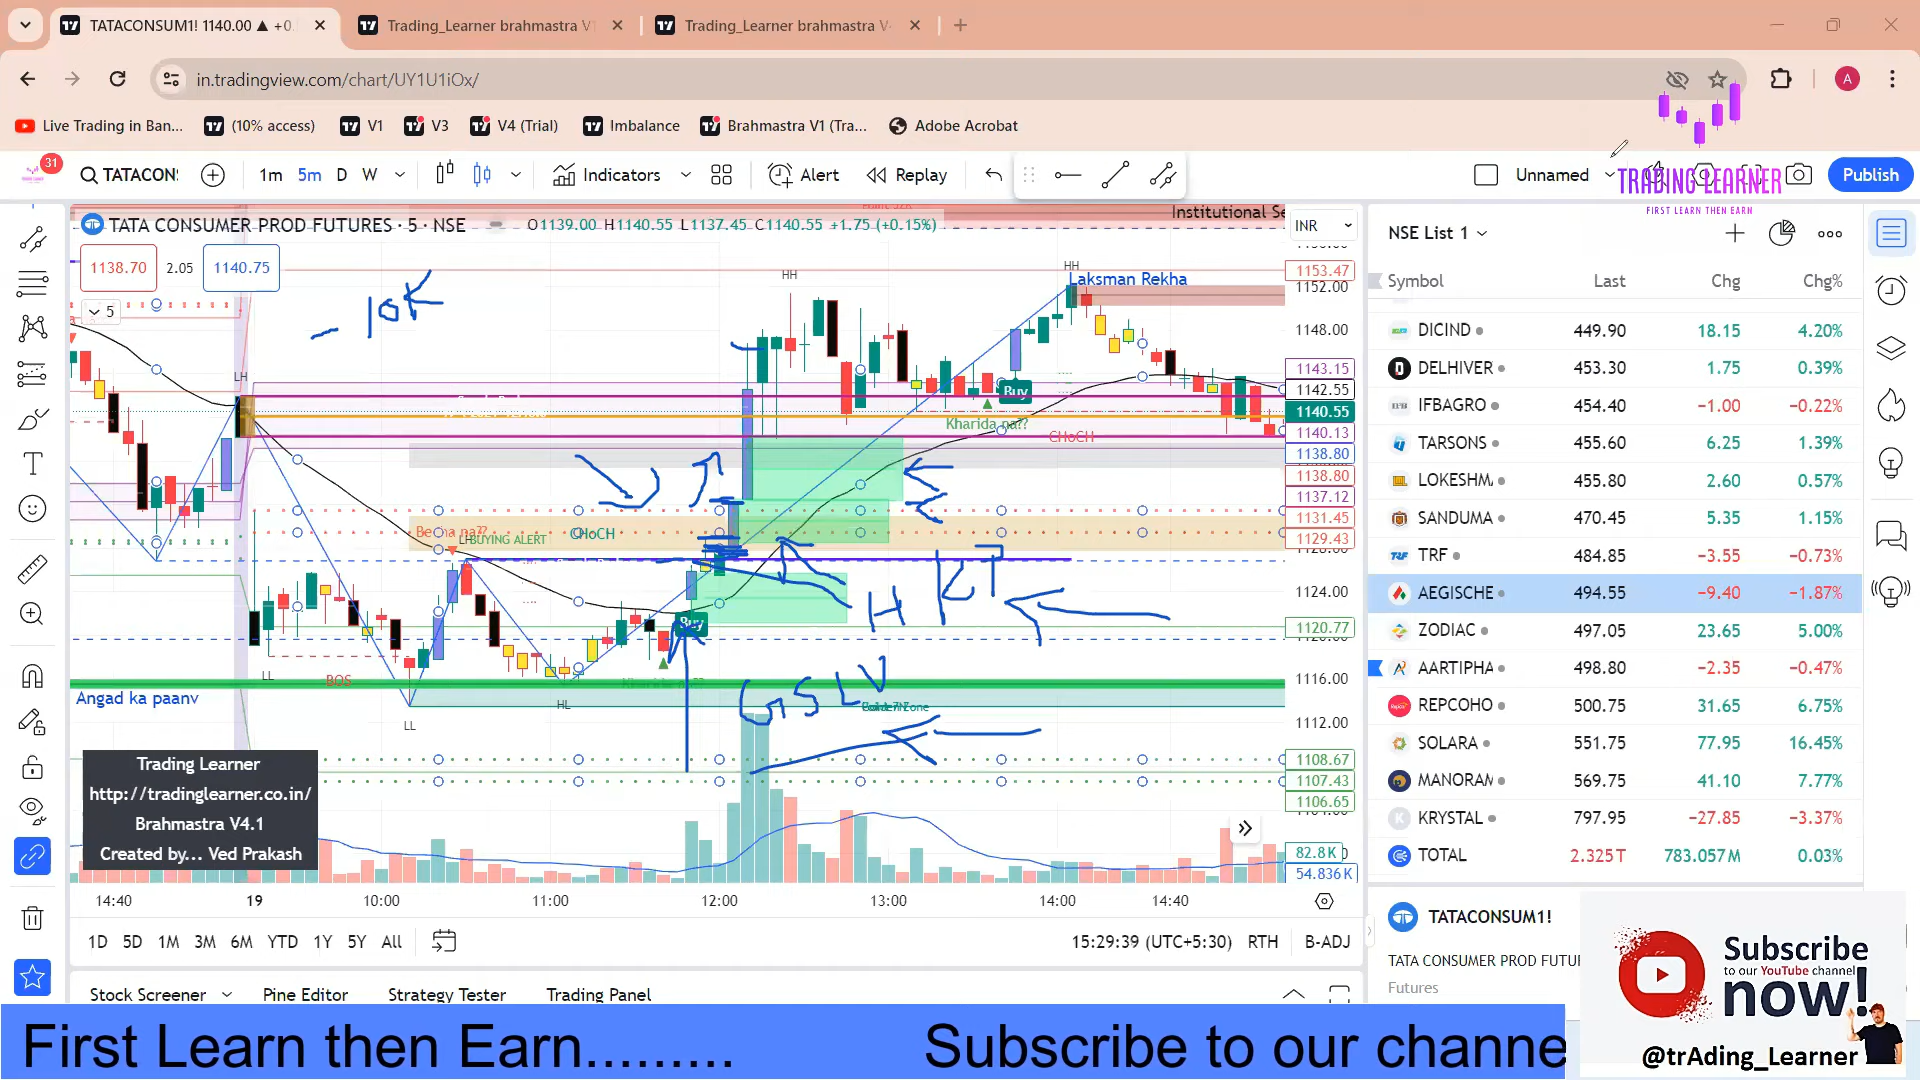 TATACONSUM1! 1140.00 ▲ +0.
Trading_Learner brahmastra V1
Trading_Learner brahmastra V
in.tradingview.com/chart/UY1U1iOx/
A
Live Trading in Ban...
(10% access)
V1
V3
V4 (Trial)
Imbalance
Brahmastra V1 (Tra...
Adobe Acrobat
31
TATACON
1m
5m
D
W
Indicators
Alert
Replay
Unnamed
Publish
TRADING LEARNER
FIRST LEARN THEN EARN
TATA CONSUMER PROD FUTURES · 5 · NSE
O1139.00 H1140.55 L1137.45 C1140.55 +1.75 (+0.15%)
Institutional Se
INR
1138.70
2.05
1140.75
5
- 10K
HH
HH
Laksman Rekha
LH
Buy
Kharida na??
CHoCH
Becha na??
LH
BUYING ALERT
CHoCH
Buy
H
K
LL
BOS
Angad ka paanv
LL
HL
GSLV
1153.47
1152.00
1148.00
1143.15
1142.55
1140.55
1140.13
1138.80
1138.80
1137.12
1131.45
1129.43
1124.00
1120.77
1116.00
1112.00
1108.67
1107.43
1106.65
82.8K
54.836K
Trading Learner
http://tradinglearner.co.in/
Brahmastra V4.1
Created by... Ved Prakash
14:40
19
10:00
11:00
12:00
13:00
14:00
14:40
1D 5D 1M 3M 6M YTD 1Y 5Y All
15:29:39 (UTC+5:30) RTH B-ADJ
Stock Screener
Pine Editor
Strategy Tester
Trading Panel
NSE List 1
Symbol Last Chg Chg%
DICIND 449.90 18.15 4.20%
DELHIVER 453.30 1.75 0.39%
IFBAGRO 454.40 −1.00 −0.22%
TARSONS 455.60 6.25 1.39%
LOKESHM 455.80 2.60 0.57%
SANDUMA 470.45 5.35 1.15%
TRF 484.85 −3.55 −0.73%
AEGISCHE 494.55 −9.40 −1.87%
ZODIAC 497.05 23.65 5.00%
AARTIPHA 498.80 −2.35 −0.47%
REPCOHO 500.75 31.65 6.75%
SOLARA 551.75 77.95 16.45%
MANORAM 569.75 41.10 7.77%
KRYSTAL 797.95 −27.85 −3.37%
TOTAL 2.325T 783.057M 0.03%
TATACONSUM1!
TATA CONSUMER PROD FUTU
Futures
Subscribe
to our YouTube channel
now!
@trAding_Learner
First Learn then Earn......... Subscribe to our channe